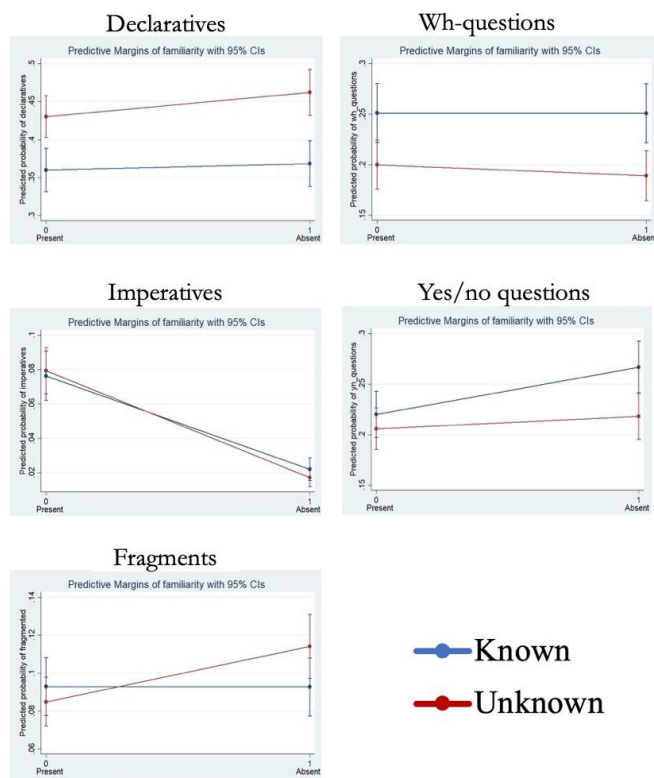 Declaratives
Predictive Margins of familiarity with 95% CIs
Predicted probability of declaratives
.5
.45
.4
.35
.3
0
Present
1
Absent
Wh-questions
Predictive Margins of familiarity with 95% CIs
Predicted probability of wh_questions
.3
.25
.2
.15
0
Present
1
Absent
Imperatives
Predictive Margins of familiarity with 95% CIs
Predicted probability of imperatives
.1
.08
.06
.04
.02
0
Present
1
Absent
Yes/no questions
Predictive Margins of familiarity with 95% CIs
Predicted probability of yn_questions
.3
.25
.2
.15
0
Present
1
Absent
Fragments
Predictive Margins of familiarity with 95% CIs
Predicted probability of fragmented
.14
.12
.1
.08
.06
0
Present
1
Absent
Known
Unknown